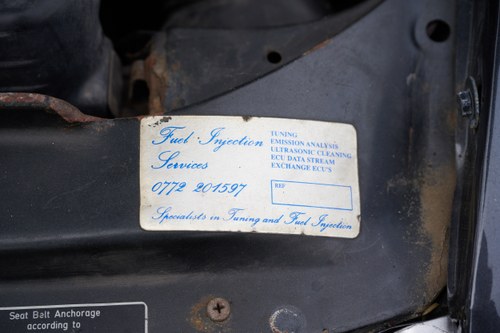 Fuel Injection
Services
0772 201597
TUNING
EMISSION ANALYSIS
ULTRASONIC CLEANING
ECU DATA STREAM
EXCHANGE ECU'S
REF
Specialists in Tuning and Fuel Injection
Seat Belt Anchorage
according to